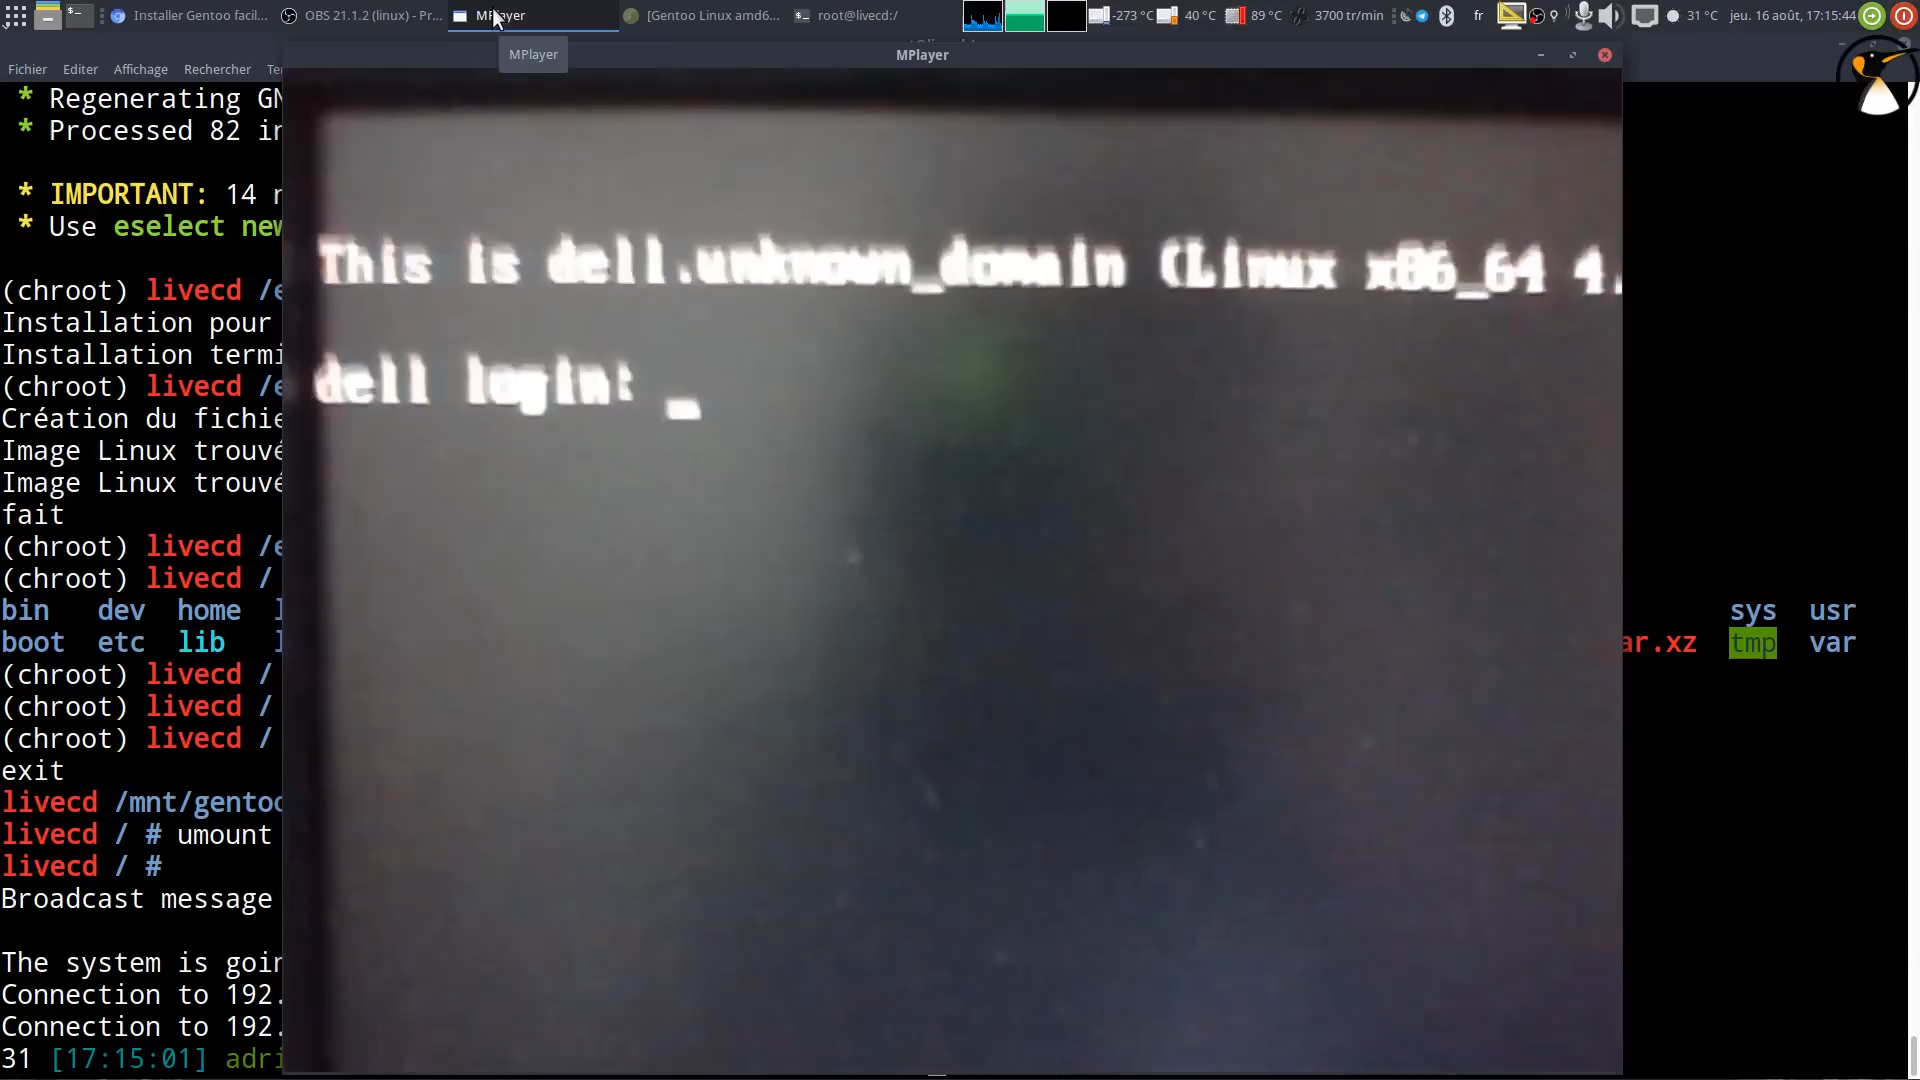 Installer Gentoo facil...
OBS 21.1.2 (linux) - Pr...
MPlayer
[Gentoo Linux amd6...
root@livecd:/
-273 °C
40 °C
89 °C
3700 tr/min
fr
31 °C
jeu. 16 août, 17:15:44
MPlayer
MPlayer
Fichier Editer Affichage Rechercher Te
* Regenerating GN
* Processed 82 in
* IMPORTANT: 14 n
* Use eselect new
(chroot) livecd /e
Installation pour
Installation termi
(chroot) livecd /e
Création du fichie
Image Linux trouvé
Image Linux trouvé
fait
(chroot) livecd /e
(chroot) livecd /
bin dev home l sys usr
boot etc lib l ar.xz tmp var
(chroot) livecd /
(chroot) livecd /
(chroot) livecd /
exit
livecd /mnt/gentoo
livecd / # umount
livecd / #
Broadcast message
The system is goin
Connection to 192.
Connection to 192.
31 [17:15:01] adri
This is dell.unknown_domain (Linux x86_64 4.
dell login: _